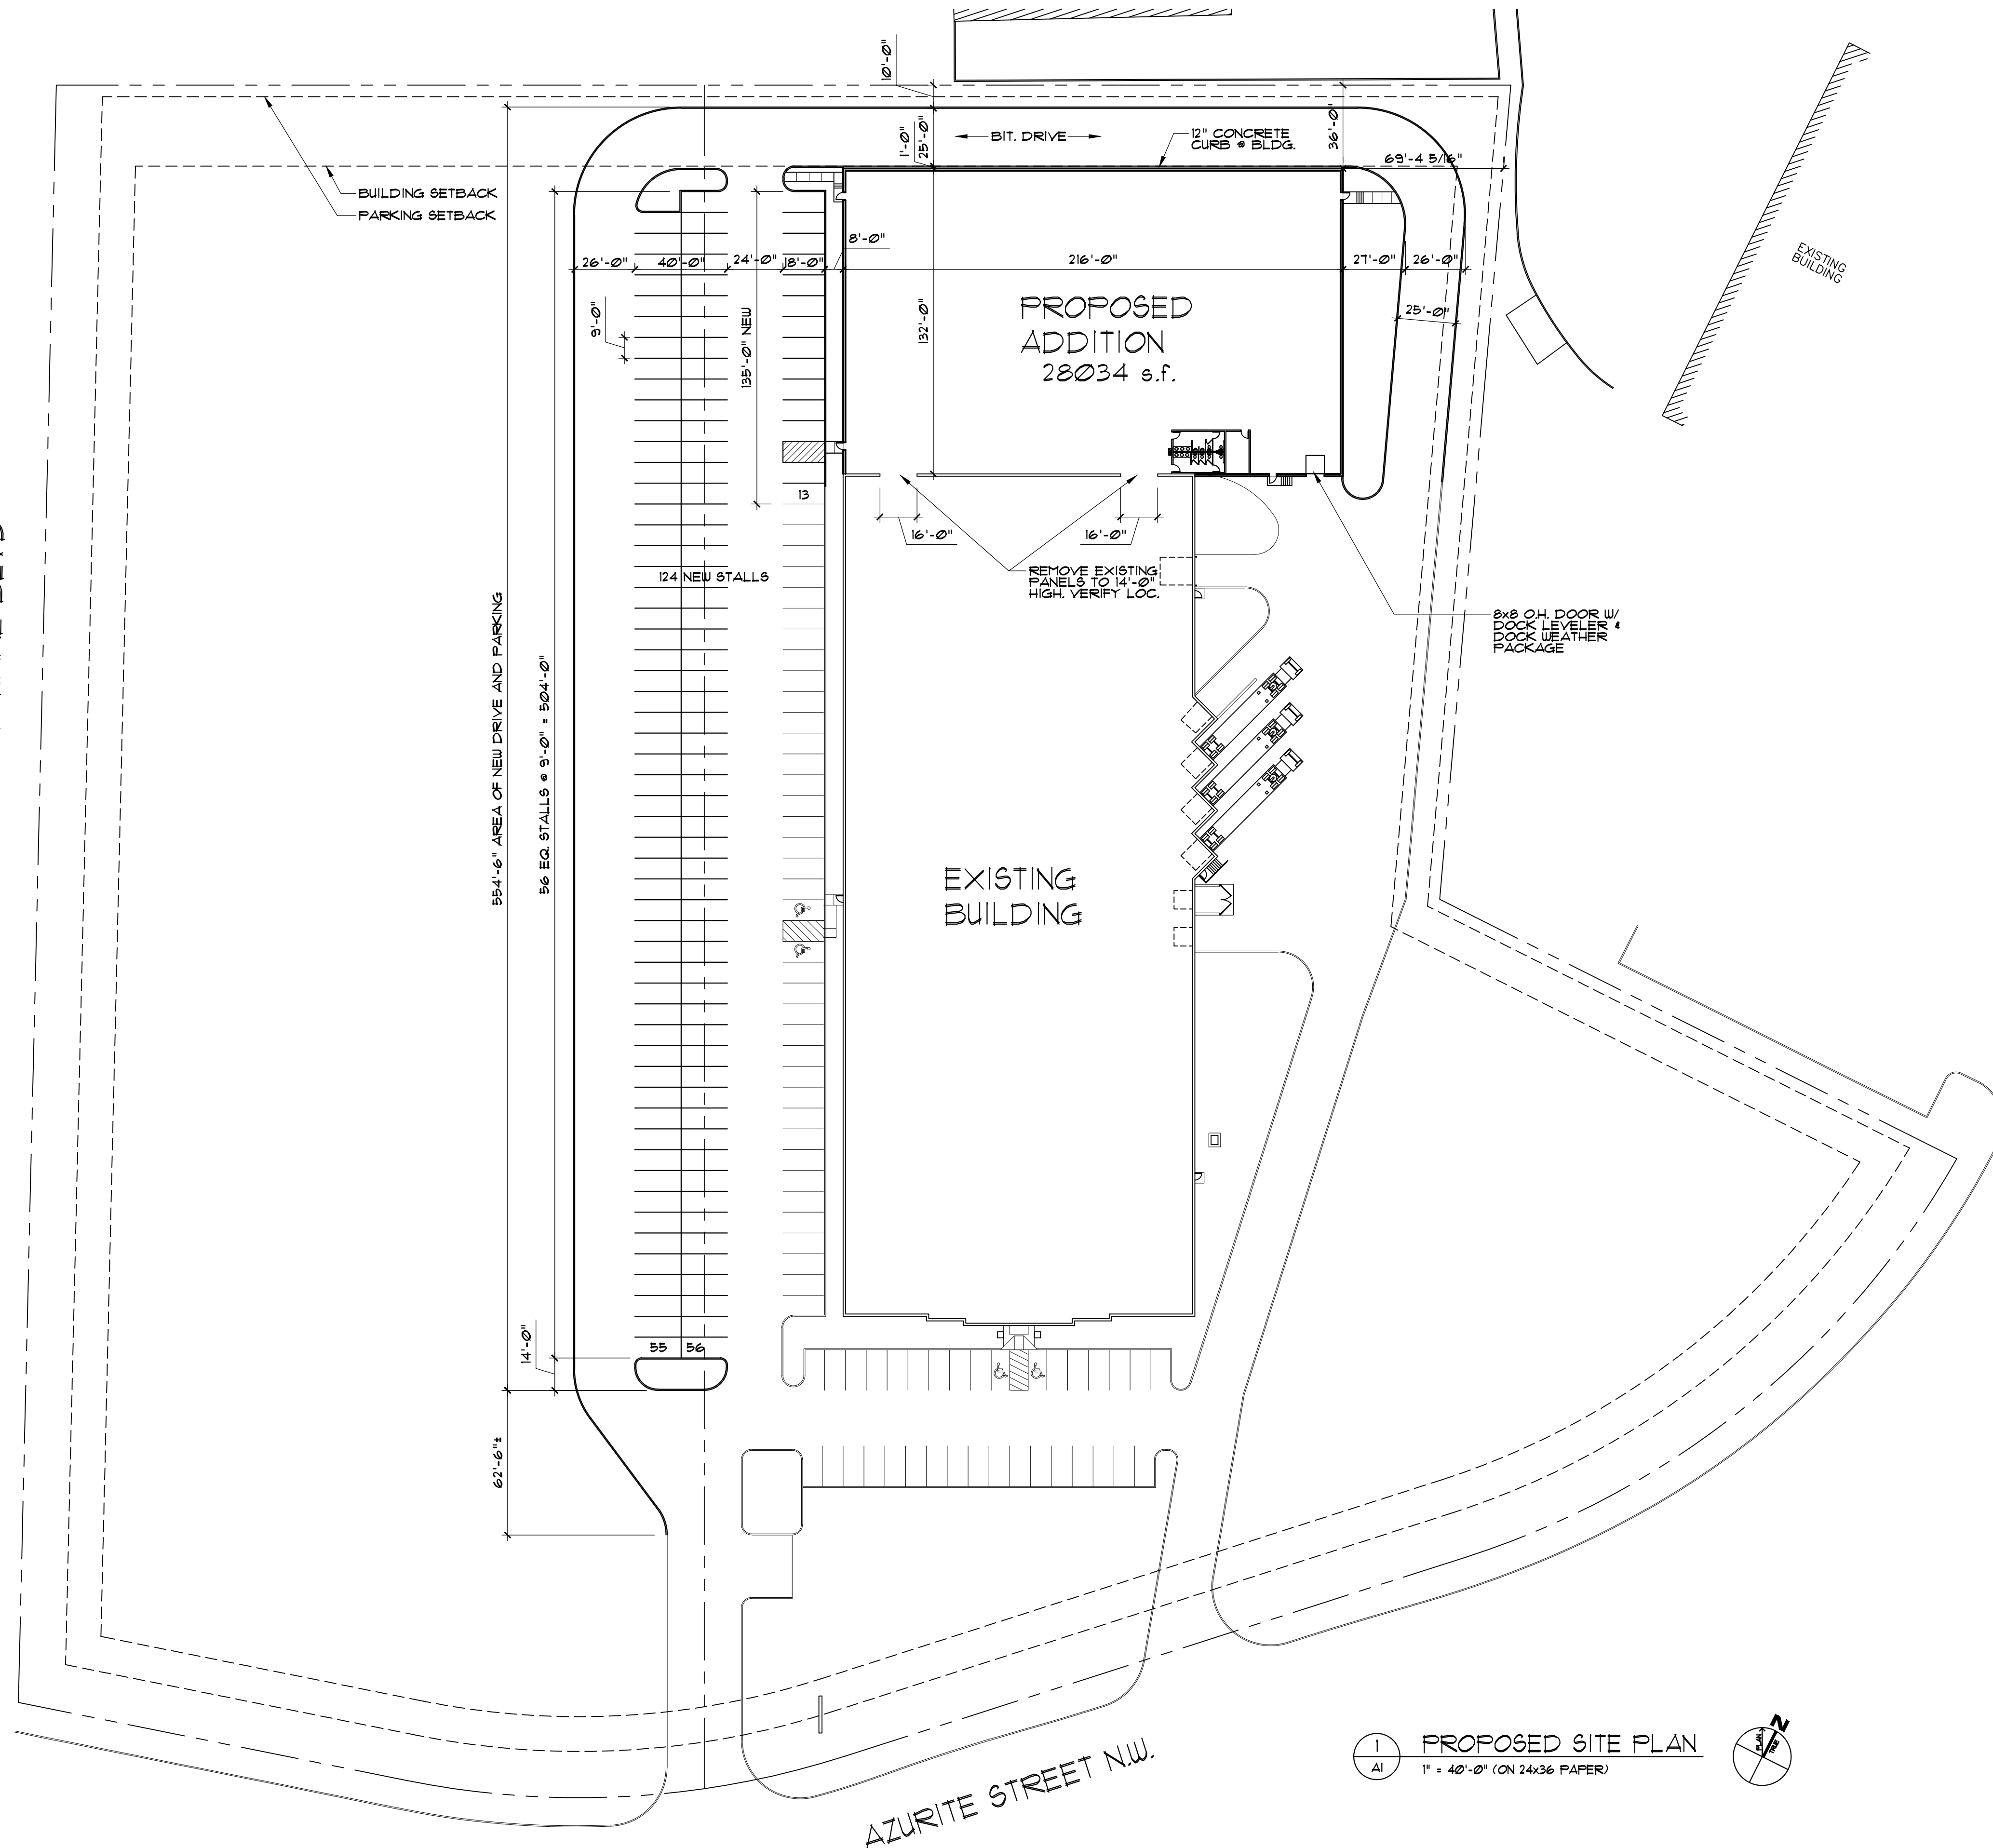 10'-0"
1'-0"
25'-0"
BIT. DRIVE
12" CONCRETE
CURB @ BLDG.
36'-0"
69'-4 5/16"
BUILDING SETBACK
PARKING SETBACK
EXISTING
BUILDING
8'-0"
26'-0"
40'-0"
24'-0"
18'-0"
216'-0"
27'-0"
26'-0"
9'-0"
135'-0" NEW
132'-0"
25'-0"
PROPOSED
ADDITION
28034 s.f.
13
16'-0"
16'-0"
124 NEW STALLS
REMOVE EXISTING
PANELS TO 14'-0"
HIGH. VERIFY LOC.
8x8 O.H. DOOR W/
DOCK LEVELER &
DOCK WEATHER
PACKAGE
554'-6" AREA OF NEW DRIVE AND PARKING
56 EQ. STALLS @ 9'-0" = 504'-0"
EXISTING
BUILDING
14'-0"
55
56
62'-6"±
AZURITE STREET N.W.
1
A1
PROPOSED SITE PLAN
1" = 40'-0" (ON 24x36 PAPER)
N
PLAN
TRUE